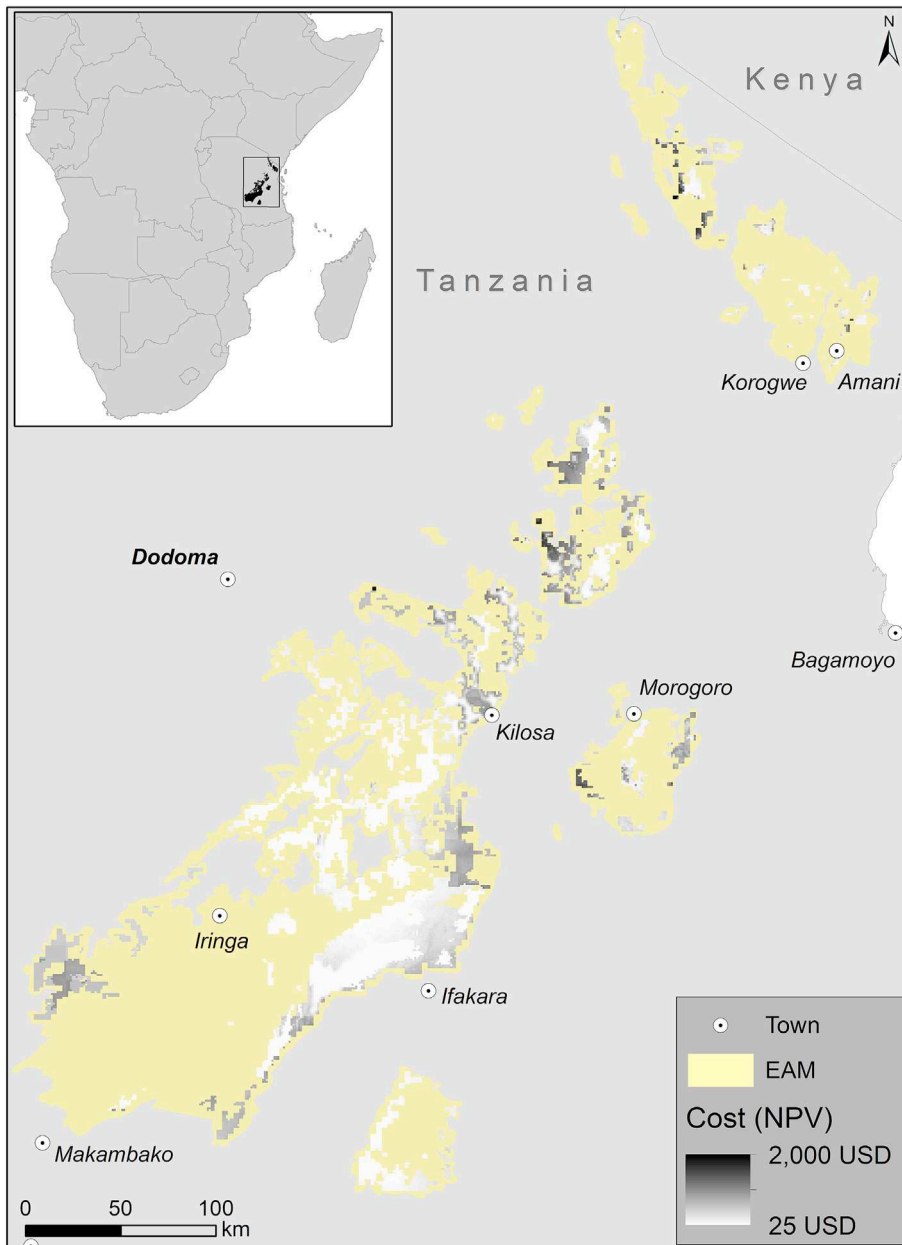 N
Kenya
Tanzania
Korogwe
Amani
Dodoma
Bagamoyo
Morogoro
Kilosa
Iringa
Ifakara
Makambako
Town
EAM
Cost (NPV)
2,000 USD
25 USD
0 50 100
km